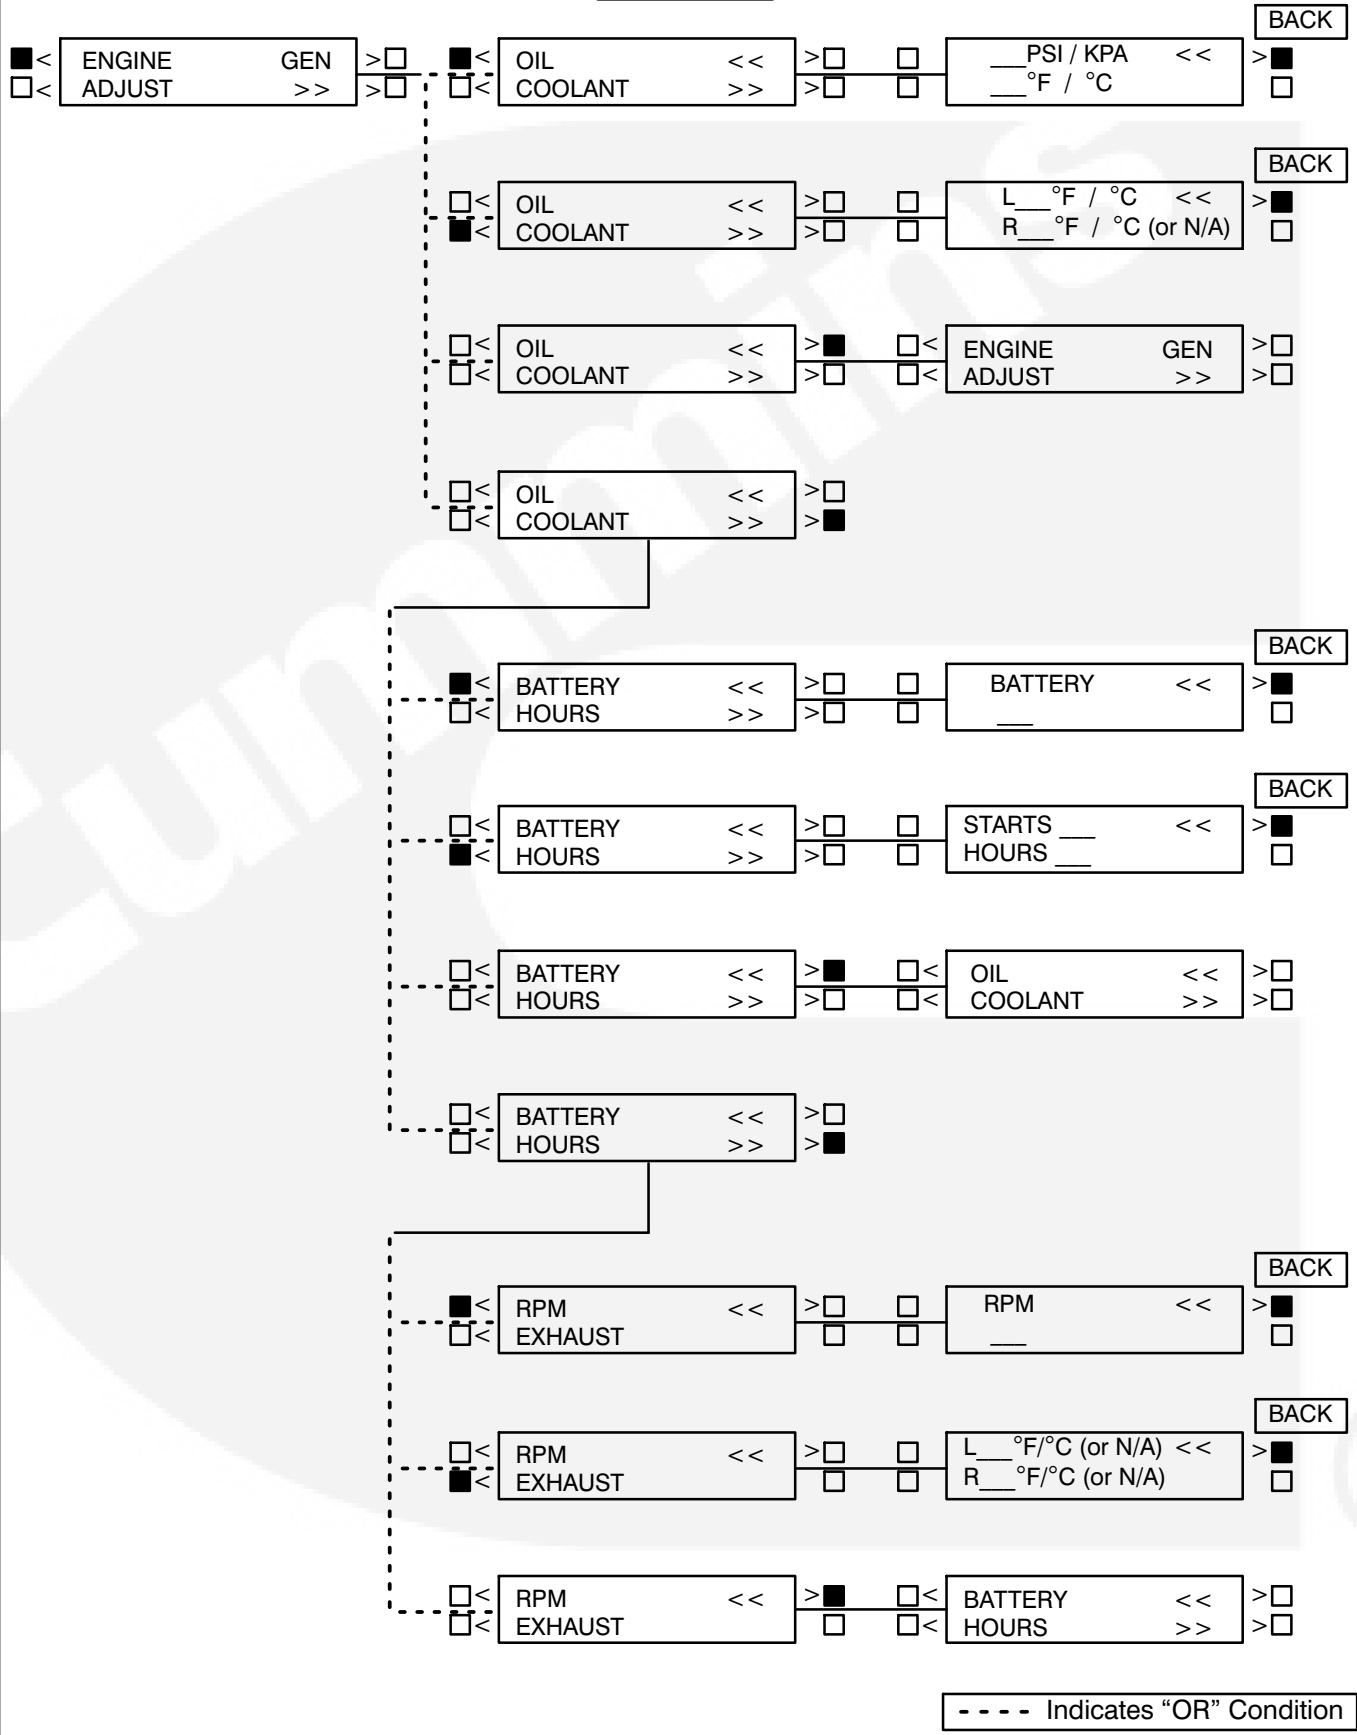 BACK
ENGINE GEN
ADJUST >>
OIL <<
COOLANT >>
___PSI / KPA <<
___°F / °C
BACK
OIL <<
COOLANT >>
L___°F / °C <<
R___°F / °C (or N/A)
OIL <<
COOLANT >>
ENGINE GEN
ADJUST >>
OIL <<
COOLANT >>
BACK
BATTERY <<
HOURS >>
BATTERY <<
___
BACK
BATTERY <<
HOURS >>
STARTS ___ <<
HOURS ___
BATTERY <<
HOURS >>
OIL <<
COOLANT >>
BATTERY <<
HOURS >>
BACK
RPM <<
EXHAUST
RPM <<
___
BACK
RPM <<
EXHAUST
L___°F/°C (or N/A) <<
R___°F/°C (or N/A)
RPM <<
EXHAUST
BATTERY <<
HOURS >>
---- Indicates “OR” Condition
Cummins